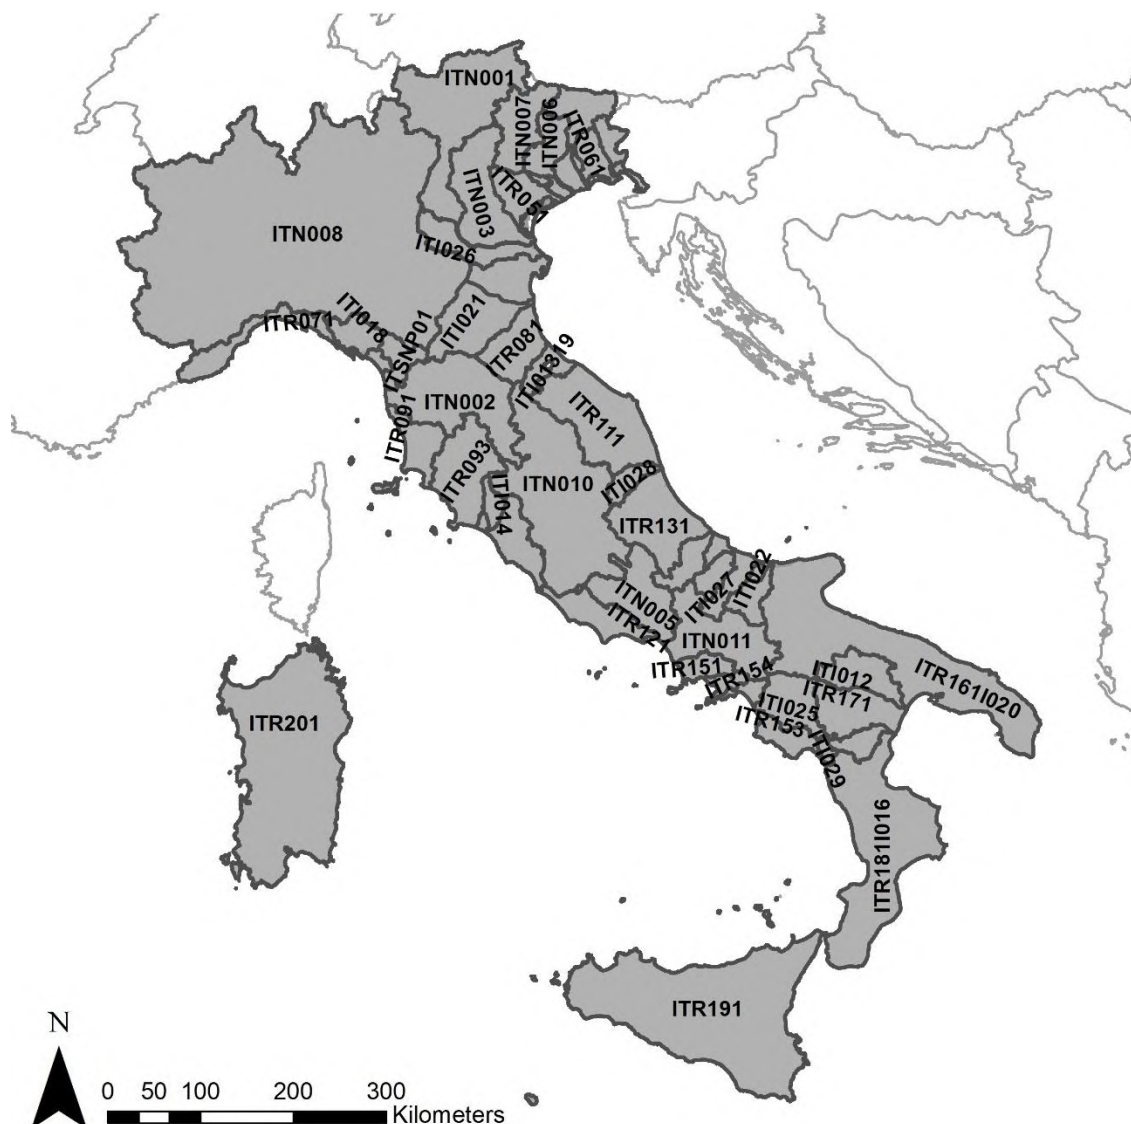 ITN001
ITN007
ITN006
ITR061
ITN003
ITR051
ITN008
ITI026
ITR071
ITI018
ITSNP01
ITI021
ITR081
ITI01319
ITN002
ITR091
ITR111
ITR093
ITI014
ITN010
ITI028
ITR131
ITN005
ITR121
ITI027
ITI022
ITN011
ITR151
ITR154
ITI012
ITR171
ITR161I020
ITI025
ITR153
ITI029
ITR201
ITR181I016
ITR191
N
0 50 100 200 300
Kilometers